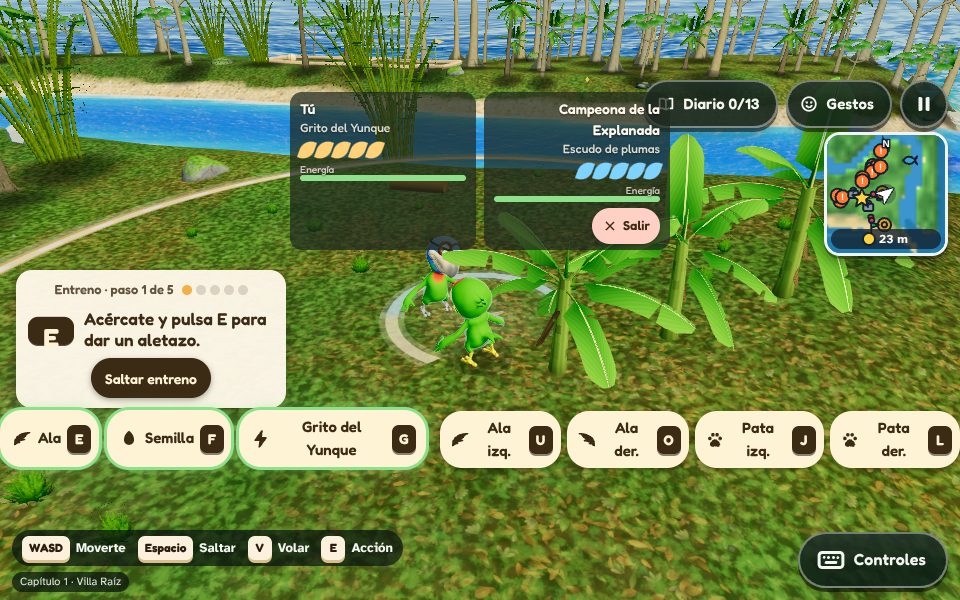 Tú
Grito del Yunque
Energía
Campeona de la
Explanada
Escudo de plumas
Energía
Salir
Diario 0/13
Gestos
N
23 m
Entreno · paso 1 de 5
E
Acércate y pulsa E para
dar un aletazo.
Saltar entreno
Ala E
Semilla F
Grito del
Yunque
G
Ala
izq.
U
Ala
der.
O
Pata
izq.
J
Pata
der.
L
WASD Moverte Espacio Saltar V Volar E Acción
Controles
Capítulo 1 · Villa Raíz